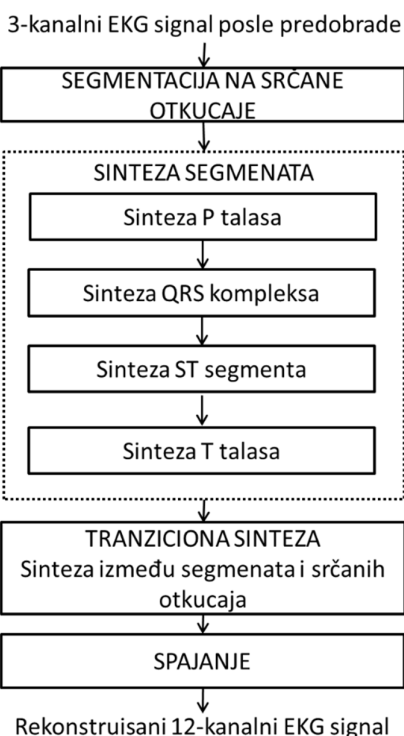 3-kanalni EKG signal posle predobrade
SEGMENTACIJA NA SRČANE
OTKUCAJE
SINTEZA SEGMENATA
Sinteza P talasa
Sinteza QRS kompleksa
Sinteza ST segmenta
Sinteza T talasa
TRANZICIONA SINTEZA
Sinteza između segmenata i srčanih
otkucaja
SPAJANJE
Rekonstruisani 12-kanalni EKG signal